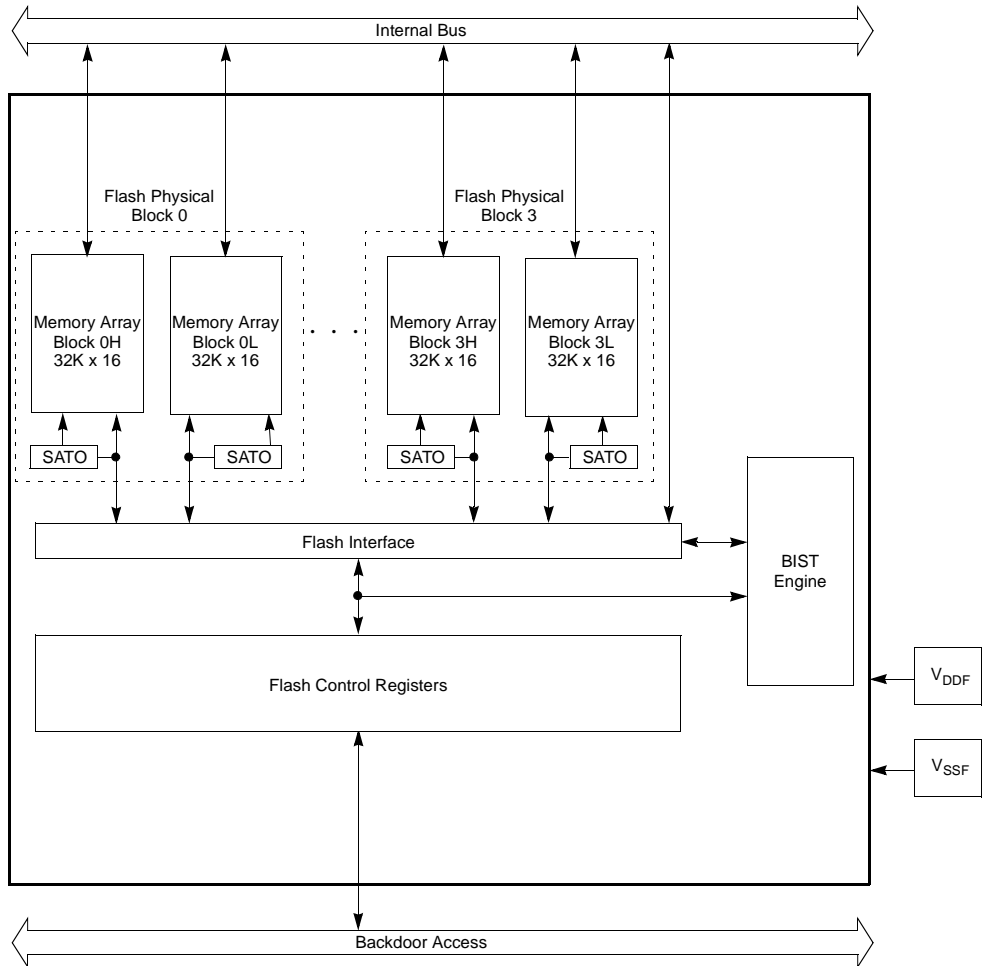 Internal Bus
Flash Physical
Block 0
Flash Physical
Block 3
Memory Array
Block 0H
32K x 16
Memory Array
Block 0L
32K x 16
. . .
Memory Array
Block 3H
32K x 16
Memory Array
Block 3L
32K x 16
SATO
SATO
SATO
SATO
Flash Interface
BIST
Engine
Flash Control Registers
VDDF
VSSF
Backdoor Access